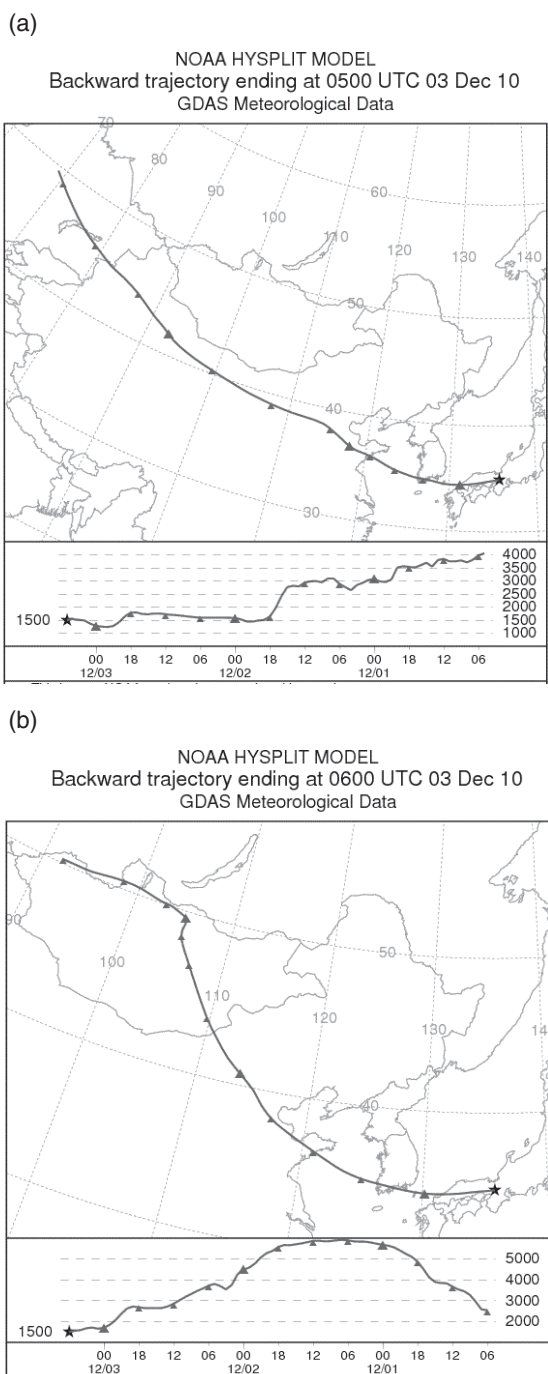 (a)
NOAA HYSPLIT MODEL
Backward trajectory ending at 0500 UTC 03 Dec 10
GDAS Meteorological Data
70
80
90
100
110
120
130
140
60
50
40
30
4000
3500
3000
2500
2000
1500
1000
1500
00 18 12 06 00 18 12 06 00 18 12 06
12/03 12/02 12/01
(b)
NOAA HYSPLIT MODEL
Backward trajectory ending at 0600 UTC 03 Dec 10
GDAS Meteorological Data
90
100
110
120
130
14
50
40
5000
4000
3000
2000
1500
00 18 12 06 00 18 12 06 00 18 12 06
12/03 12/02 12/01